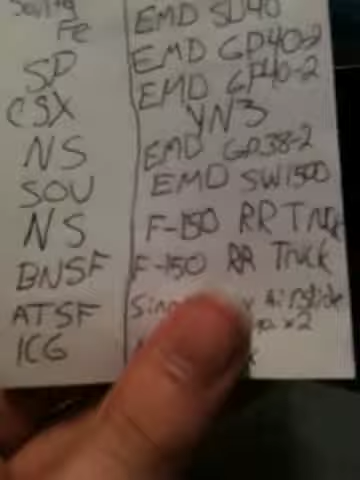 Fe EMD SD40
SP EMD GP40-2
CSX EMD GP40-2
YN3
NS EMD GP38-2
SOU EMD SW1500
NS F-150 RR Truck
BNSF F-150 RR Truck
ATSF
x2
ICG